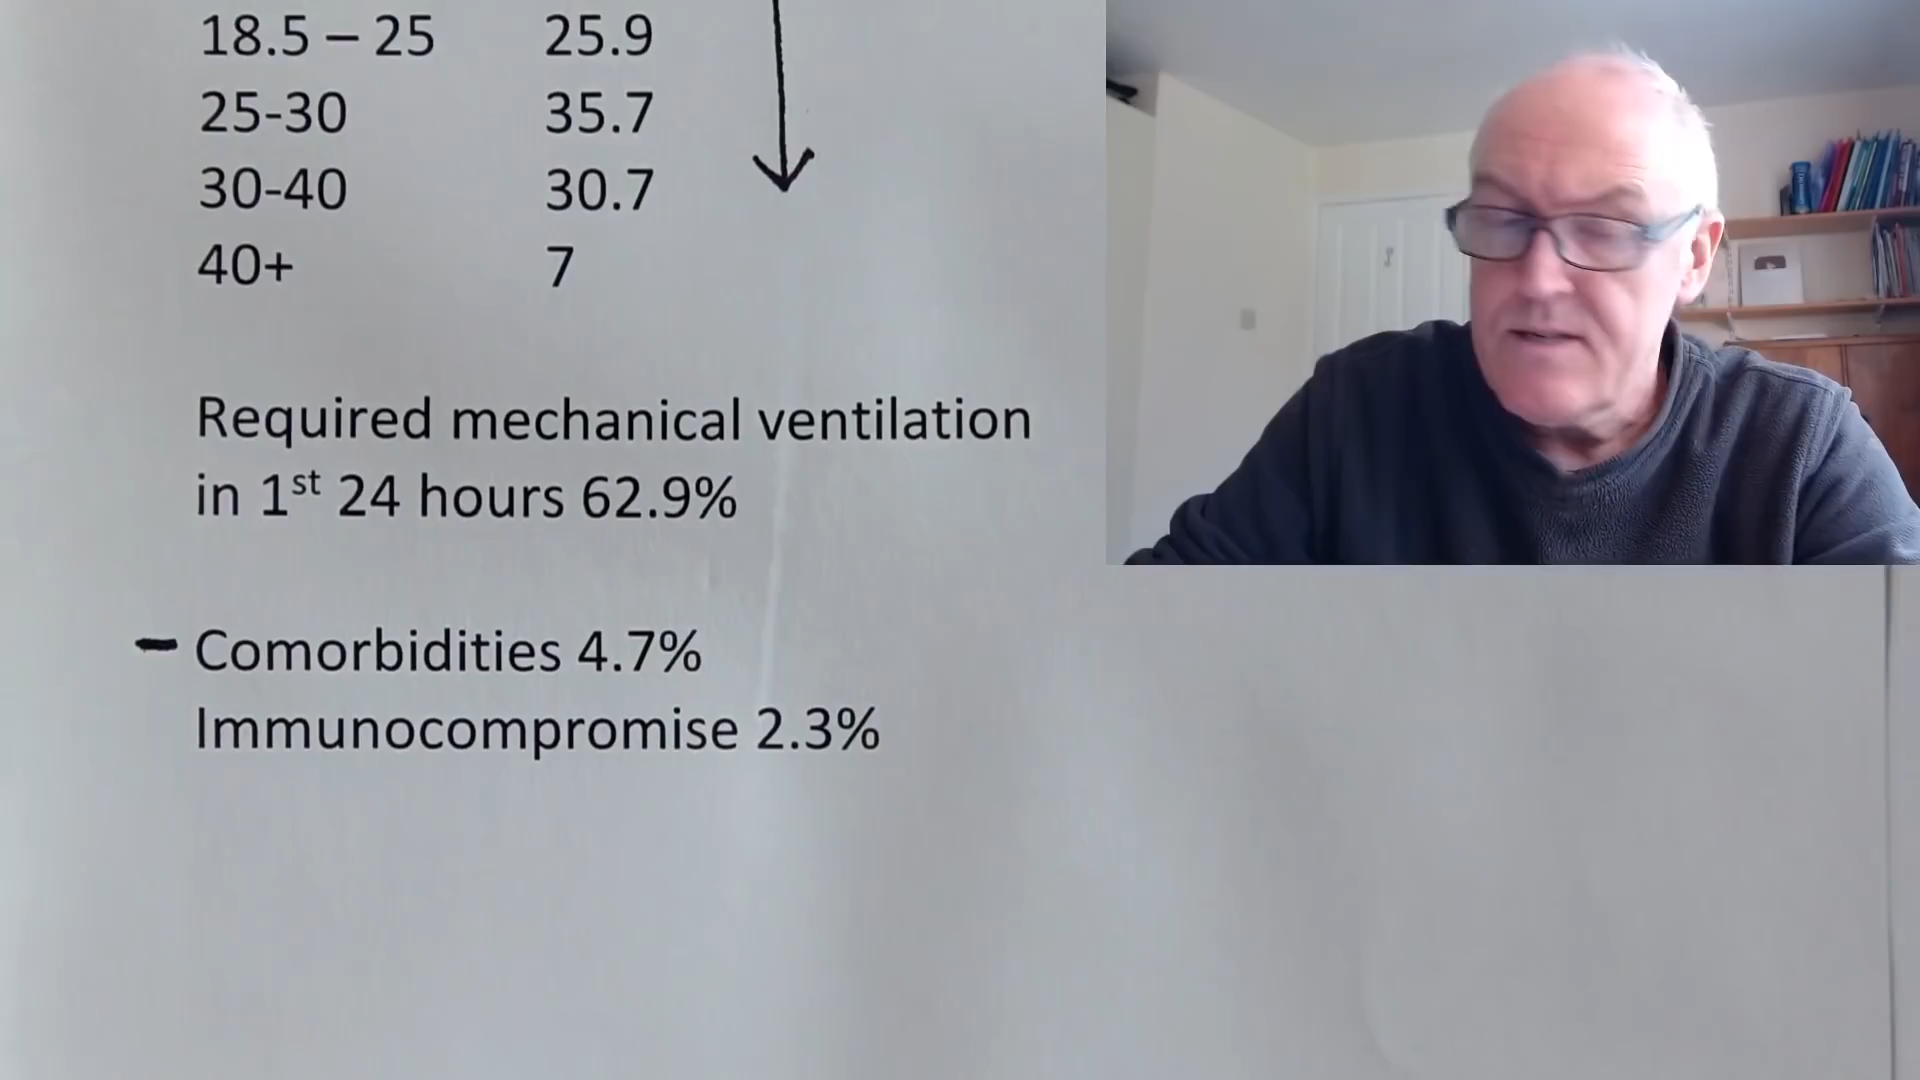 18.5 – 25 25.9
25-30 35.7
30-40 30.7
40+ 7
Required mechanical ventilation
in 1st 24 hours 62.9%
Comorbidities 4.7%
Immunocompromise 2.3%